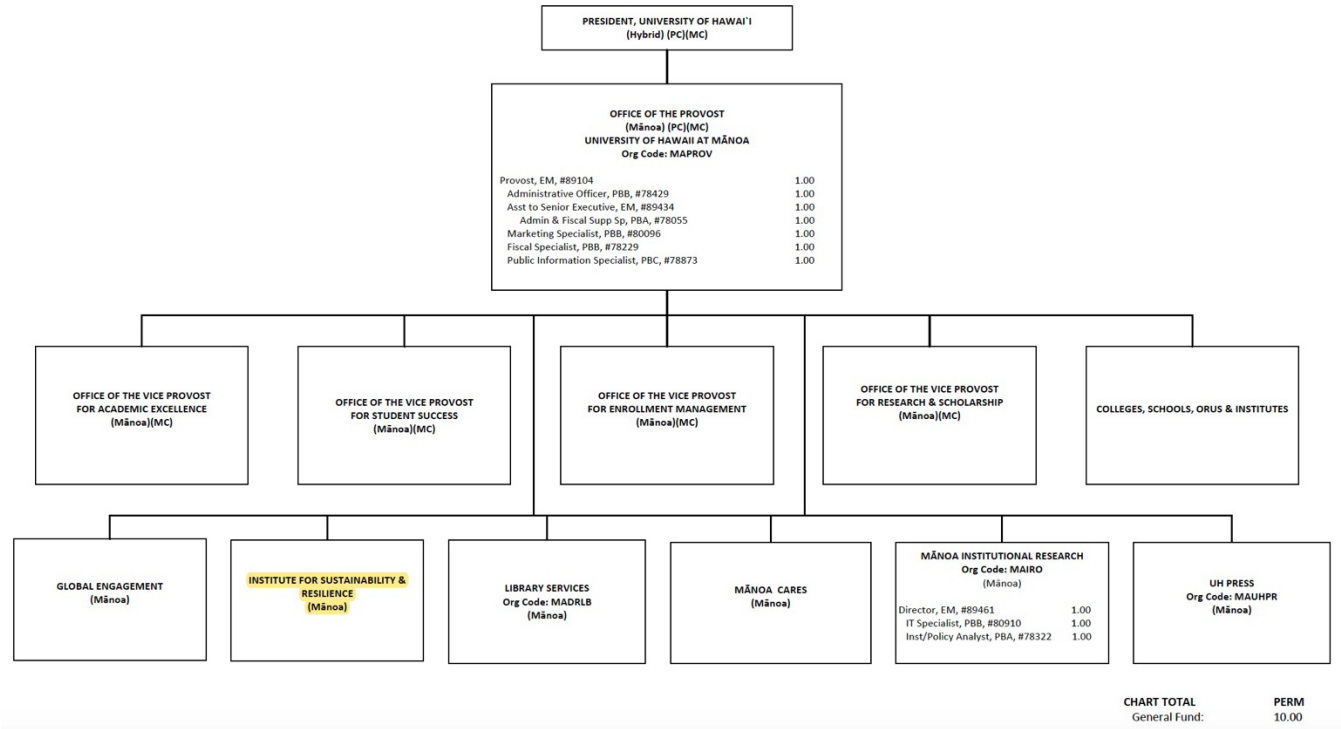 PRESIDENT, UNIVERSITY OF HAWAI`I
(Hybrid) (PC)(MC)
OFFICE OF THE PROVOST
(Mānoa) (PC)(MC)
UNIVERSITY OF HAWAII AT MĀNOA
Org Code: MAPROV
Provost, EM, #89104 1.00
Administrative Officer, PBB, #78429 1.00
Asst to Senior Executive, EM, #89434 1.00
Admin & Fiscal Supp Sp, PBA, #78055 1.00
Marketing Specialist, PBB, #80096 1.00
Fiscal Specialist, PBB, #78229 1.00
Public Information Specialist, PBC, #78873 1.00
OFFICE OF THE VICE PROVOST
FOR ACADEMIC EXCELLENCE
(Mānoa)(MC)
OFFICE OF THE VICE PROVOST
FOR STUDENT SUCCESS
(Mānoa)(MC)
OFFICE OF THE VICE PROVOST
FOR ENROLLMENT MANAGEMENT
(Mānoa)(MC)
OFFICE OF THE VICE PROVOST
FOR RESEARCH & SCHOLARSHIP
(Mānoa)(MC)
COLLEGES, SCHOOLS, ORUS & INSTITUTES
GLOBAL ENGAGEMENT
(Mānoa)
INSTITUTE FOR SUSTAINABILITY &
RESILIENCE
(Mānoa)
LIBRARY SERVICES
Org Code: MADRLB
(Mānoa)
MĀNOA CARES
(Mānoa)
MĀNOA INSTITUTIONAL RESEARCH
Org Code: MAIRO
(Mānoa)
Director, EM, #89461 1.00
IT Specialist, PBB, #80910 1.00
Inst/Policy Analyst, PBA, #78322 1.00
UH PRESS
Org Code: MAUHPR
(Mānoa)
CHART TOTAL PERM
General Fund: 10.00